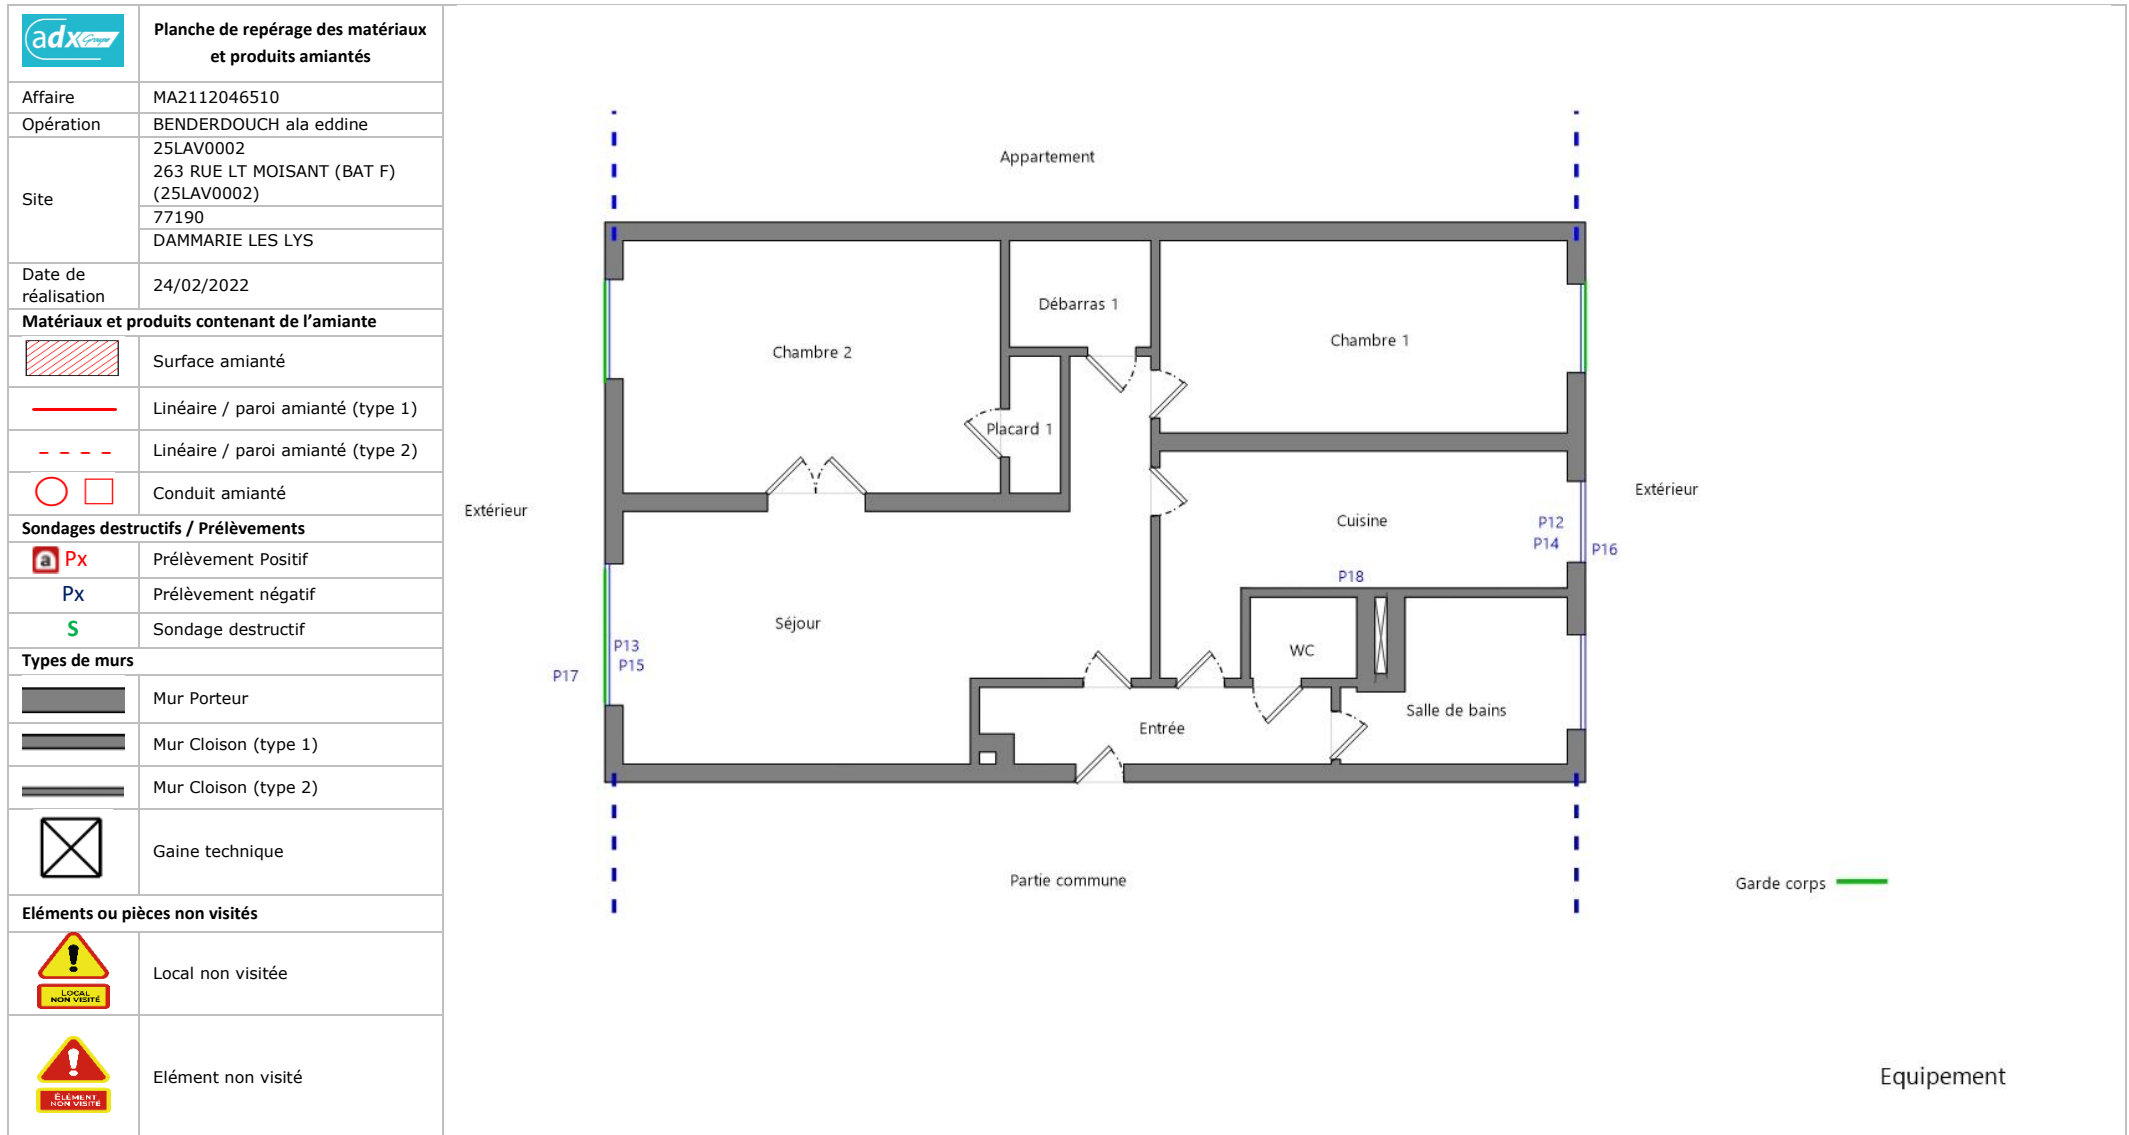 adx Groupe
Planche de repérage des matériaux
et produits amiantés
Affaire
MA2112046510
Opération
BENDERDOUCH ala eddine
Site
25LAV0002
263 RUE LT MOISANT (BAT F)
(25LAV0002)
77190
DAMMARIE LES LYS
Date de
réalisation
24/02/2022
Matériaux et produits contenant de l’amiante
Surface amianté
Linéaire / paroi amianté (type 1)
Linéaire / paroi amianté (type 2)
Conduit amianté
Sondages destructifs / Prélèvements
a Px
Prélèvement Positif
Px
Prélèvement négatif
S
Sondage destructif
Types de murs
Mur Porteur
Mur Cloison (type 1)
Mur Cloison (type 2)
Gaine technique
Eléments ou pièces non visités
LOCAL
NON VISITÉ
Local non visitée
ÉLÉMENT
NON VISITÉ
Elément non visité
Appartement
Débarras 1
Chambre 1
Chambre 2
Placard 1
Extérieur
Extérieur
Cuisine
P12
P14
P16
P18
Séjour
P13
P15
P17
WC
Salle de bains
Entrée
Partie commune
Garde corps
Equipement